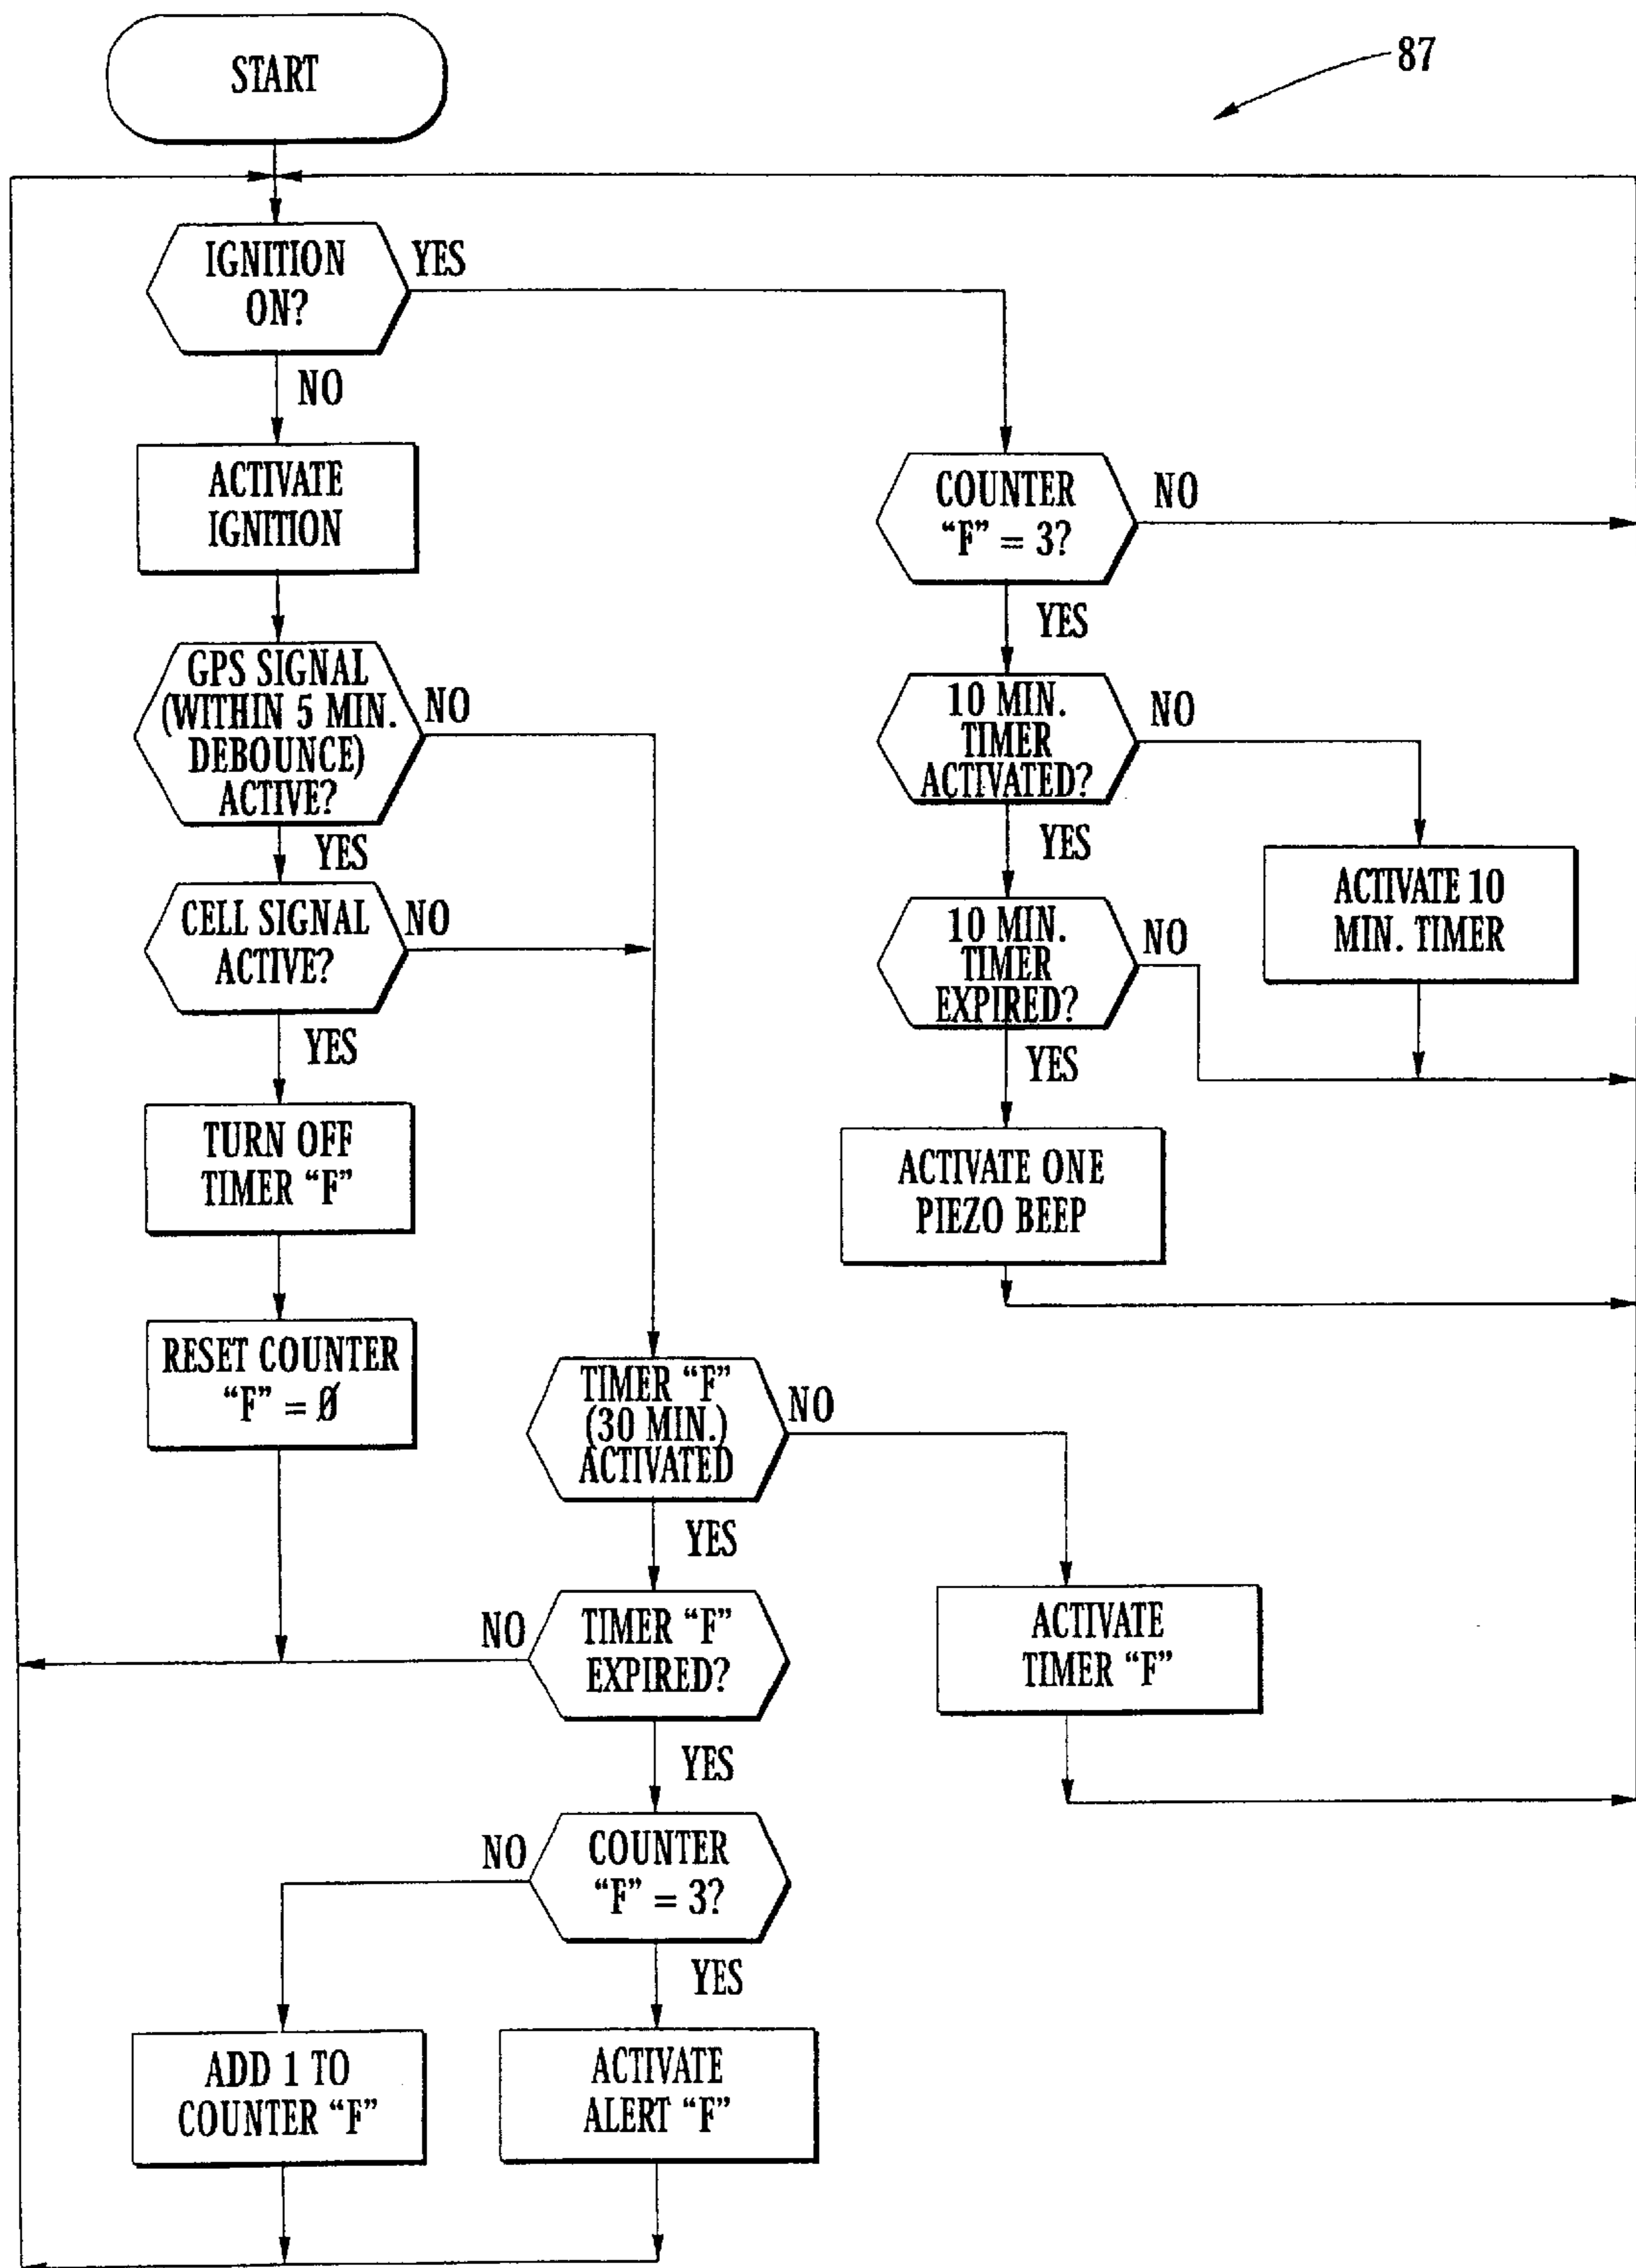 START
87
IGNITION
ON?
YES
NO
ACTIVATE
IGNITION
COUNTER
“F” = 3?
NO
YES
GPS SIGNAL
(WITHIN 5 MIN.
DEBOUNCE)
ACTIVE?
NO
YES
10 MIN.
TIMER
ACTIVATED?
NO
YES
ACTIVATE 10
MIN. TIMER
CELL SIGNAL
ACTIVE?
NO
YES
10 MIN.
TIMER
EXPIRED?
NO
YES
TURN OFF
TIMER “F”
ACTIVATE ONE
PIEZO BEEP
RESET COUNTER
“F” = Ø
TIMER “F”
(30 MIN.)
ACTIVATED
NO
YES
TIMER “F”
EXPIRED?
NO
YES
ACTIVATE
TIMER “F”
COUNTER
“F” = 3?
NO
YES
ADD 1 TO
COUNTER “F”
ACTIVATE
ALERT “F”